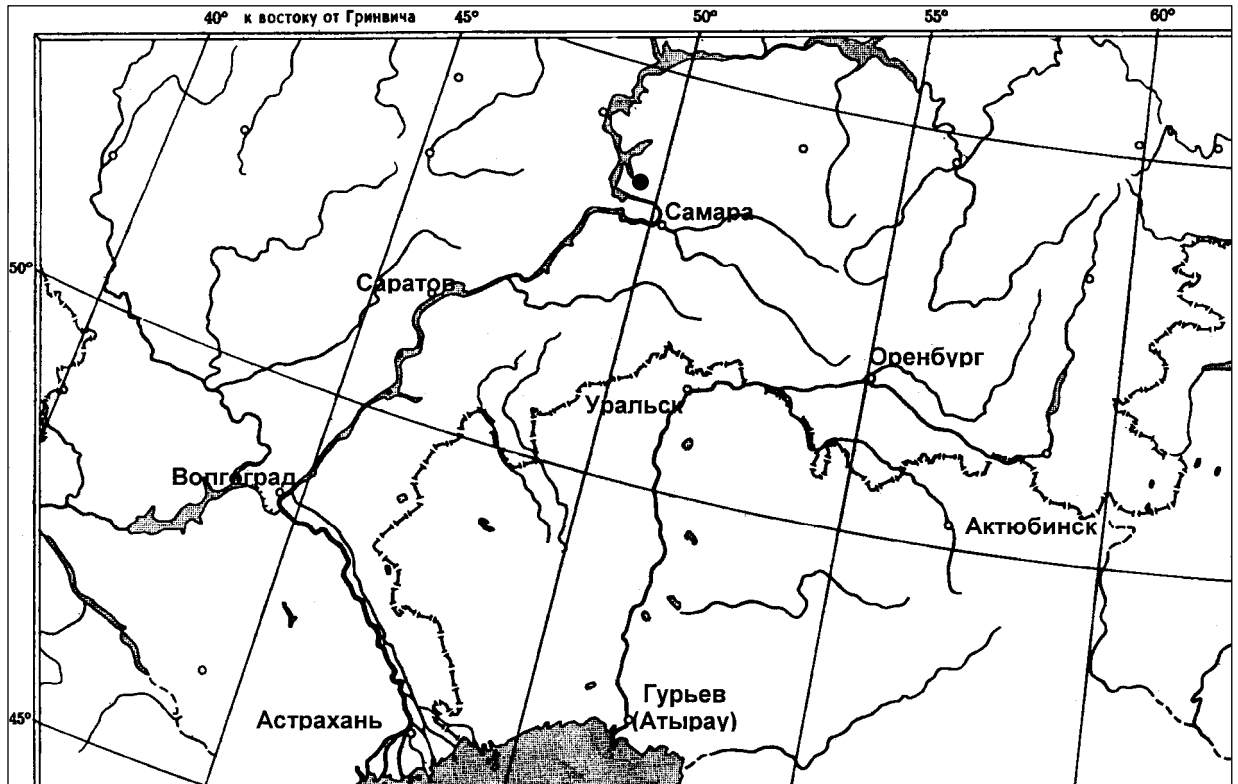 40° к востоку от Гринвича 45° 50° 55° 60°
Самара
50°
Саратов
Оренбург
Уральск
Волгоград
Актюбинск
Гурьев
(Атырау)
45°
Астрахань